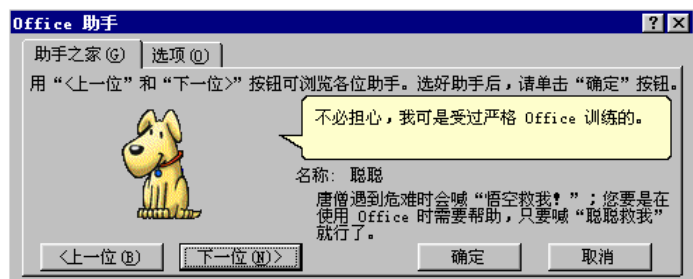 Office 助手
助手之家(G) 选项(O)
用“<上一位”和“下一位>”按钮可浏览各位助手。选好助手后，请单击“确定”按钮。
不必担心，我可是受过严格 Office 训练的。
名称: 聪聪
唐僧遇到危难时会喊“悟空救我！”；您要是在
使用 Office 时需要帮助，只要喊“聪聪救我”
就行了。
<上一位(B) 下一位(N)> 确定 取消